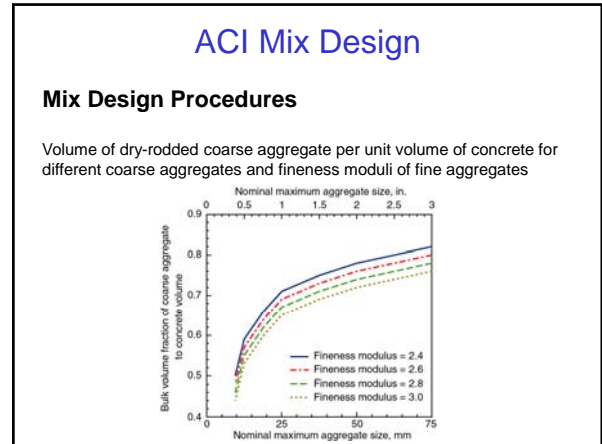 ACI Mix Design
Mix Design Procedures
Volume of dry-rodded coarse aggregate per unit volume of concrete for
different coarse aggregates and fineness moduli of fine aggregates
Nominal maximum aggregate size, in.
0 0.5 1 1.5 2 2.5 3
0.9
0.8
0.7
0.6
0.5
0.4
Bulk volume fraction of coarse aggregate
to concrete volume
Fineness modulus = 2.4
Fineness modulus = 2.6
Fineness modulus = 2.8
Fineness modulus = 3.0
0 25 50 75
Nominal maximum aggregate size, mm